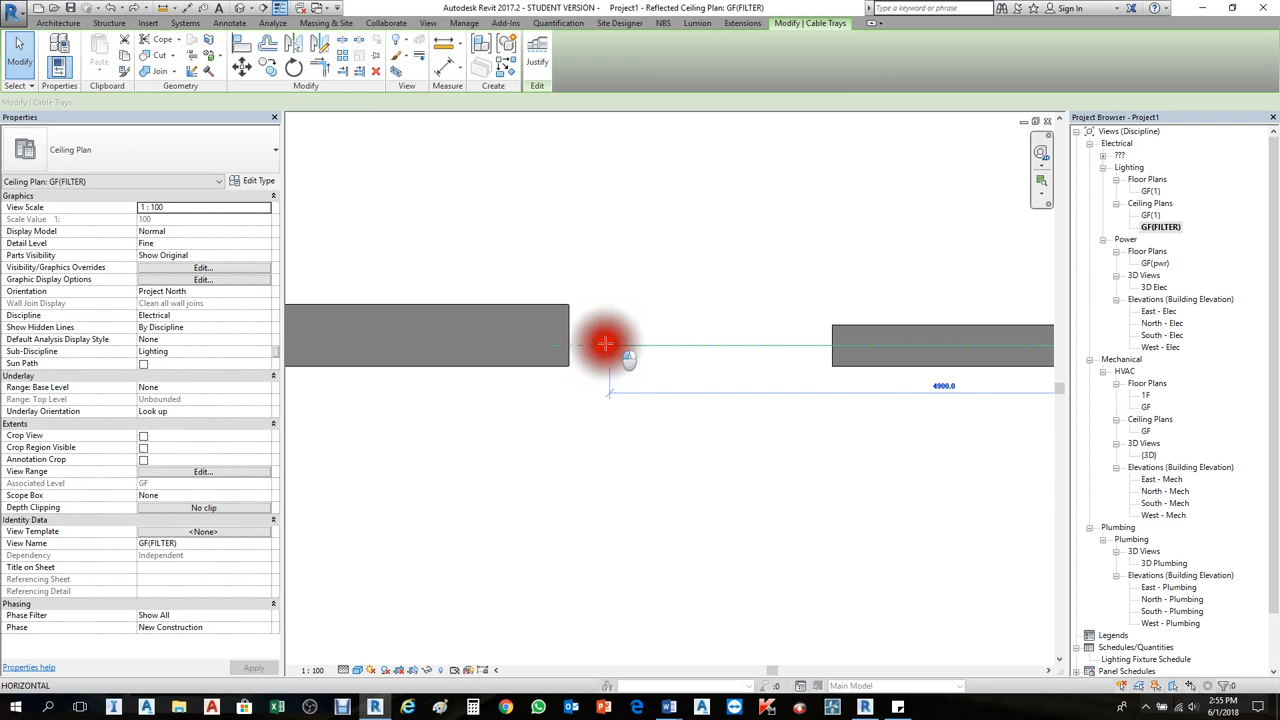 Autodesk Revit 2017.2 - STUDENT VERSION - Project1 - Reflected Ceiling Plan: GF(FILTER)
Type a keyword or phrase
Sign In
Architecture Structure Insert Systems Annotate Analyze Massing & Site Collaborate View Manage Add-Ins Quantification Site Designer NBS Lumion Extensions Modify | Cable Trays
Modify
Paste
Cope
Cut
Join
Justify
Select Properties Clipboard Geometry Modify View Measure Create Edit
Modify | Cable Trays
Properties
Ceiling Plan
Ceiling Plan: GF(FILTER) Edit Type
Graphics
View Scale 1 : 100
Scale Value 1: 100
Display Model Normal
Detail Level Fine
Parts Visibility Show Original
Visibility/Graphics Overrides Edit...
Graphic Display Options Edit...
Orientation Project North
Wall Join Display Clean all wall joins
Discipline Electrical
Show Hidden Lines By Discipline
Default Analysis Display Style None
Sub-Discipline Lighting
Sun Path
Underlay
Range: Base Level None
Range: Top Level Unbounded
Underlay Orientation Look up
Extents
Crop View
Crop Region Visible
Annotation Crop
View Range Edit...
Associated Level GF
Scope Box None
Depth Clipping No clip
Identity Data
View Template <None>
View Name GF(FILTER)
Dependency Independent
Title on Sheet
Referencing Sheet
Referencing Detail
Phasing
Phase Filter Show All
Phase New Construction
Properties help Apply
4900.0
2D
Project Browser - Project1
Views (Discipline)
Electrical
???
Lighting
Floor Plans
GF(1)
Ceiling Plans
GF(1)
GF(FILTER)
Power
Floor Plans
GF(pwr)
3D Views
3D Elec
Elevations (Building Elevation)
East - Elec
North - Elec
South - Elec
West - Elec
Mechanical
HVAC
Floor Plans
1F
GF
Ceiling Plans
GF
3D Views
{3D}
Elevations (Building Elevation)
East - Mech
North - Mech
South - Mech
West - Mech
Plumbing
Plumbing
3D Views
3D Plumbing
Elevations (Building Elevation)
East - Plumbing
North - Plumbing
South - Plumbing
West - Plumbing
Legends
Schedules/Quantities
Lighting Fixture Schedule
Panel Schedules
1 : 100
HORIZONTAL
:0
Main Model
:0
2:55 PM
6/1/2018